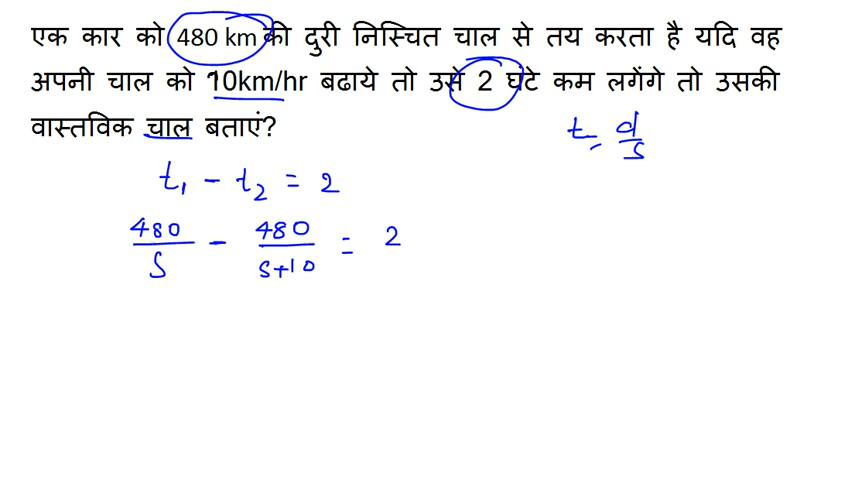 एक कार को 480 km की दुरी निस्चित चाल से तय करता है यदि वह
अपनी चाल को 10km/hr बढाये तो उसे 2 घंटे कम लगेंगे तो उसकी
वास्तविक चाल बताएं?
t = d/s
t₁ - t₂ = 2
480/S - 480/S+10 = 2